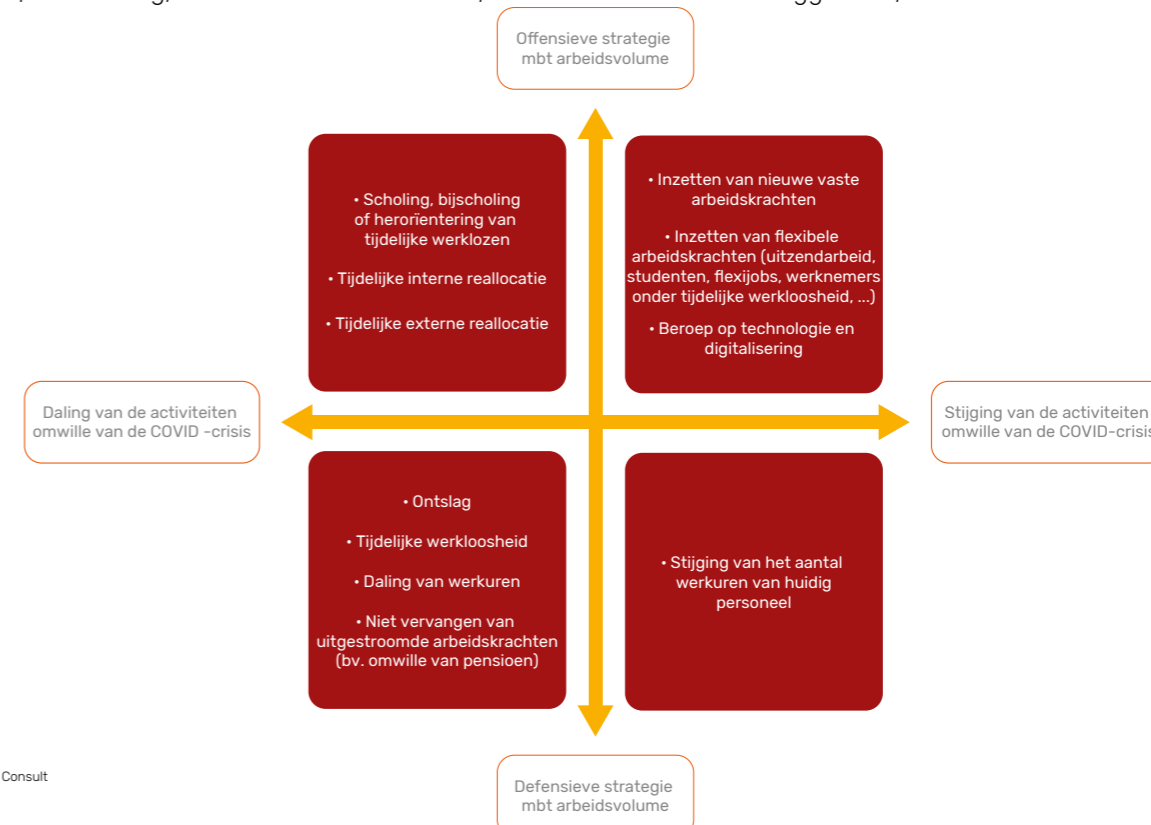 Offensieve strategie
mbt arbeidsvolume
• Scholing, bijscholing
of heroriëntering van
tijdelijke werklozen
• Tijdelijke interne reallocatie
• Tijdelijke externe reallocatie
• Inzetten van nieuwe vaste
arbeidskrachten
• Inzetten van flexibele
arbeidskrachten (uitzendarbeid,
studenten, flexijobs, werknemers
onder tijdelijke werkloosheid, ...)
• Beroep op technologie en
digitalisering
Daling van de activiteiten
omwille van de COVID -crisis
Stijging van de activiteiten
omwille van de COVID-crisis
• Ontslag
• Tijdelijke werkloosheid
• Daling van werkuren
• Niet vervangen van
uitgestroomde arbeidskrachten
(bv. omwille van pensioen)
• Stijging van het aantal
werkuren van huidig
personeel
Consult
Defensieve strategie
mbt arbeidsvolume